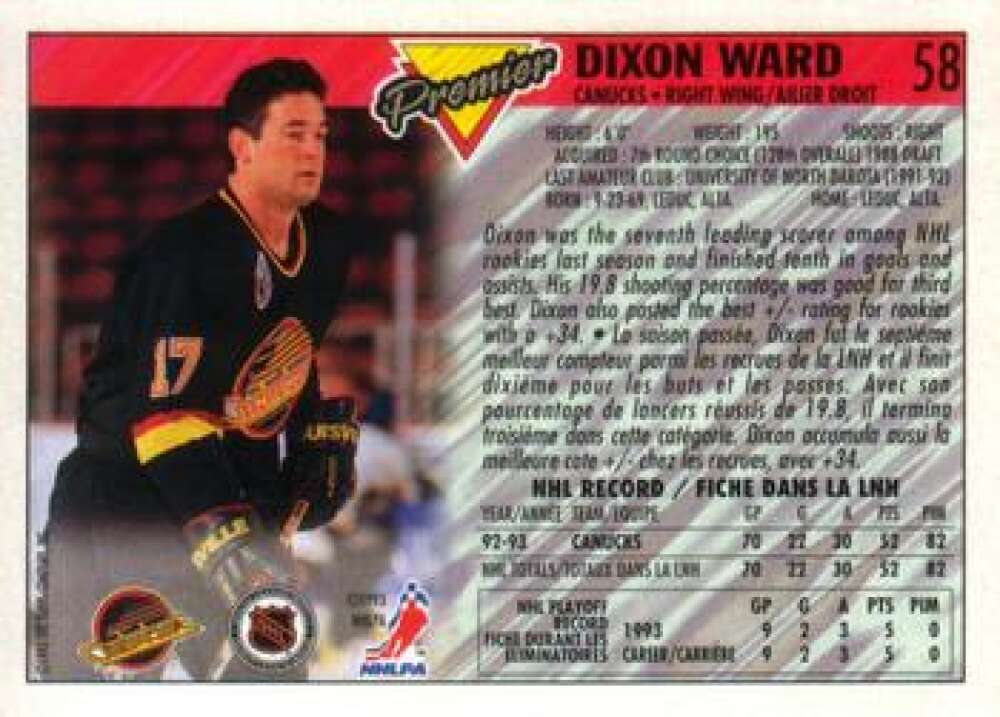 Premier
DIXON WARD
58
CANUCKS • RIGHT WING/AILIER DROIT
HEIGHT : 6'0" WEIGHT : 195 SHOOTS : RIGHT
ACQUIRED : 7th ROUND CHOICE (128th OVERALL) 1988 DRAFT
LAST AMATEUR CLUB : UNIVERSITY OF NORTH DAKOTA (1991-92)
BORN : 9-23-69, LEDUC, ALTA. HOME : LEDUC, ALTA.
Dixon was the seventh leading scorer among NHL
rookies last season and finished tenth in goals and
assists. His 19.8 shooting percentage was good for third
best. Dixon also posted the best +/- rating for rookies
with a +34. • La saison passée, Dixon fut le septième
meilleur compteur parmi les recrues de la LNH et il finit
dixième pour les buts et les passes. Avec son
pourcentage de lancers réussis de 19.8, il termina
troisième dans cette catégorie. Dixon accumula aussi la
meilleure cote +/- chez les recrues, avec +34.
NHL RECORD / FICHE DANS LA LNH
YEAR/ANNÉE TEAM/EQUIPE GP G A PTS PIM
92-93 CANUCKS 70 22 30 52 82
NHL TOTALS/TOTAUX DANS LA LNH 70 22 30 52 82
NHL PLAYOFF GP G A PTS PIM
RECORD
FICHE DURANT LES 1993 9 2 3 5 0
ÉLIMINATOIRES CAREER/CARRIÈRE 9 2 3 5 0
17
NHLPA